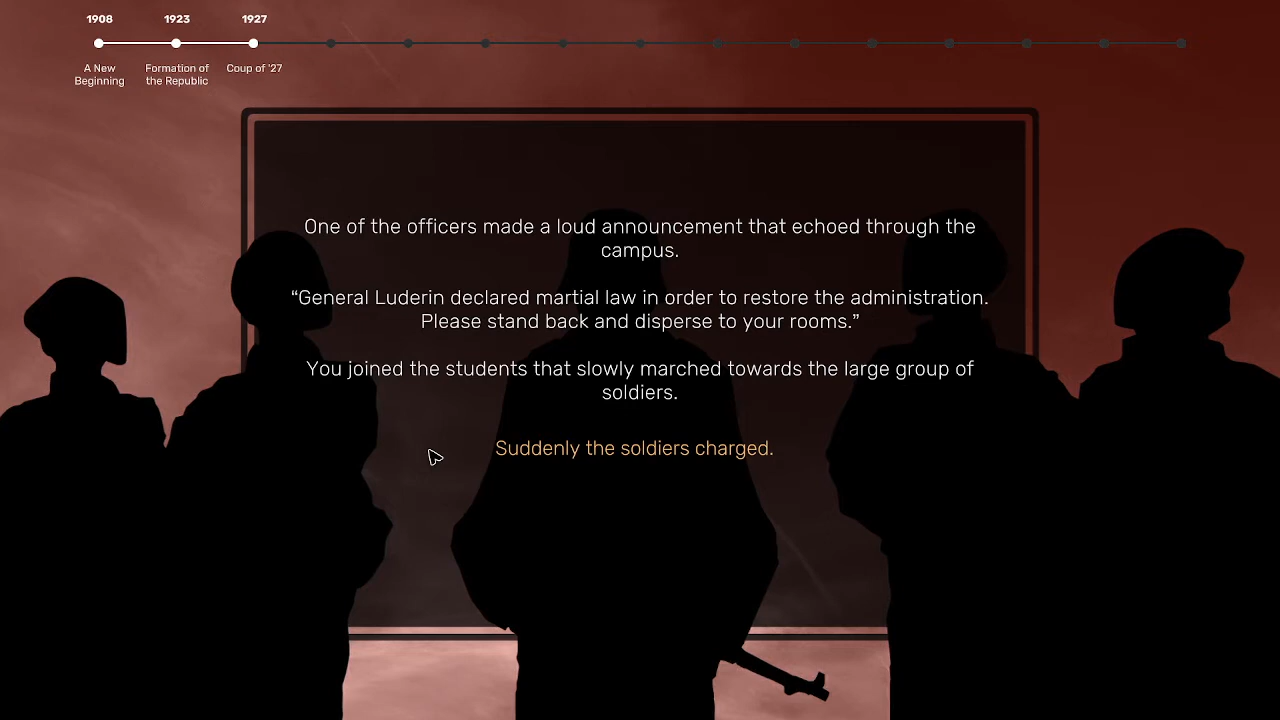 1908
1923
1927
A New
Beginning
Formation of
the Republic
Coup of '27
One of the officers made a loud announcement that echoed through the
campus.
“General Luderin declared martial law in order to restore the administration.
Please stand back and disperse to your rooms.”
You joined the students that slowly marched towards the large group of
soldiers.
Suddenly the soldiers charged.